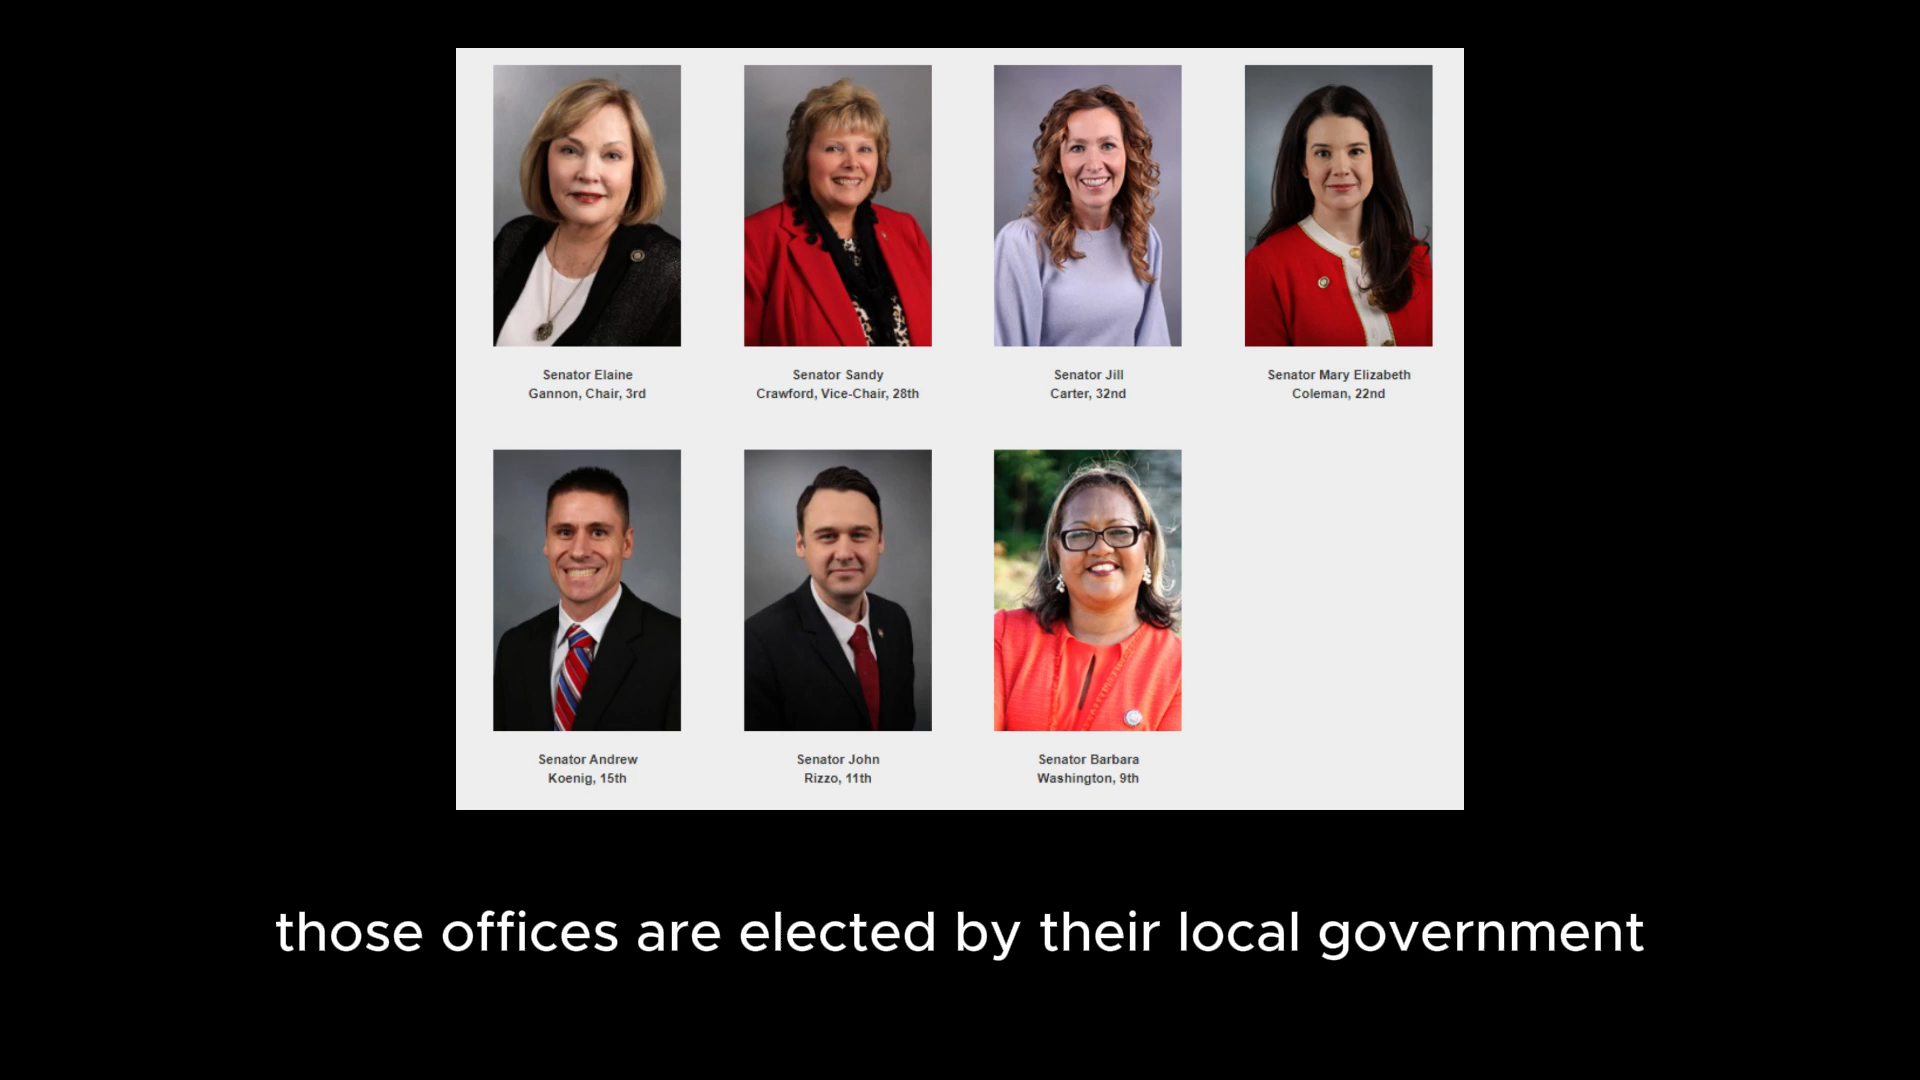 Senator Elaine
Gannon, Chair, 3rd
Senator Sandy
Crawford, Vice-Chair, 28th
Senator Jill
Carter, 32nd
Senator Mary Elizabeth
Coleman, 22nd
Senator Andrew
Koenig, 15th
Senator John
Rizzo, 11th
Senator Barbara
Washington, 9th
those offices are elected by their local government